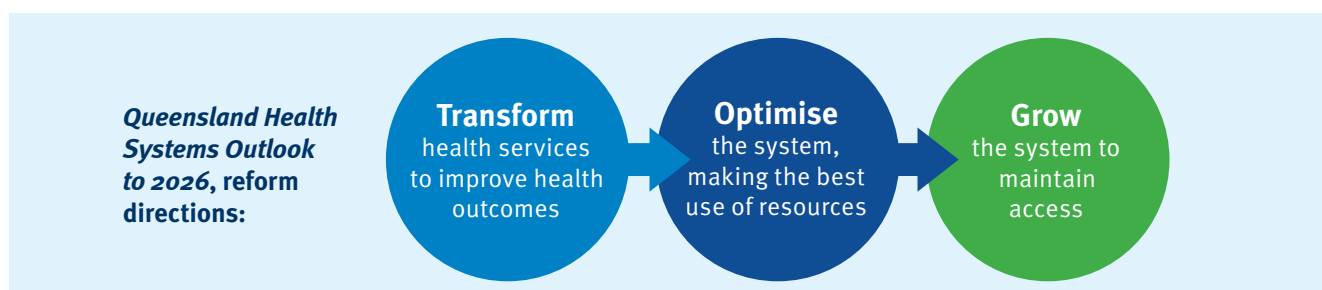 Queensland Health
Systems Outlook
to 2026, reform
directions:
Transform
health services
to improve health
outcomes
Optimise
the system,
making the best
use of resources
Grow
the system to
maintain
access